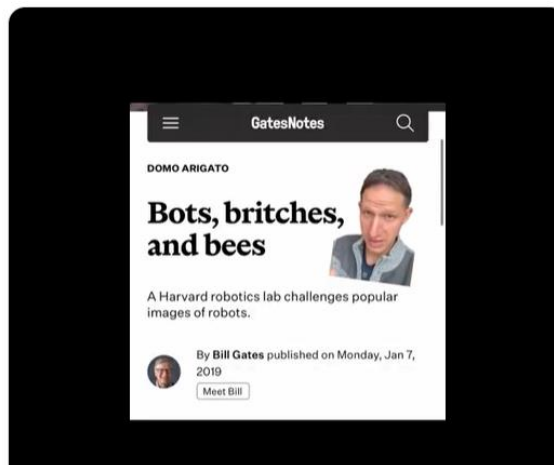 GatesNotes
DOMO ARIGATO
Bots, britches,
and bees
A Harvard robotics lab challenges popular
images of robots.
By Bill Gates published on Monday, Jan 7,
2019
Meet Bill